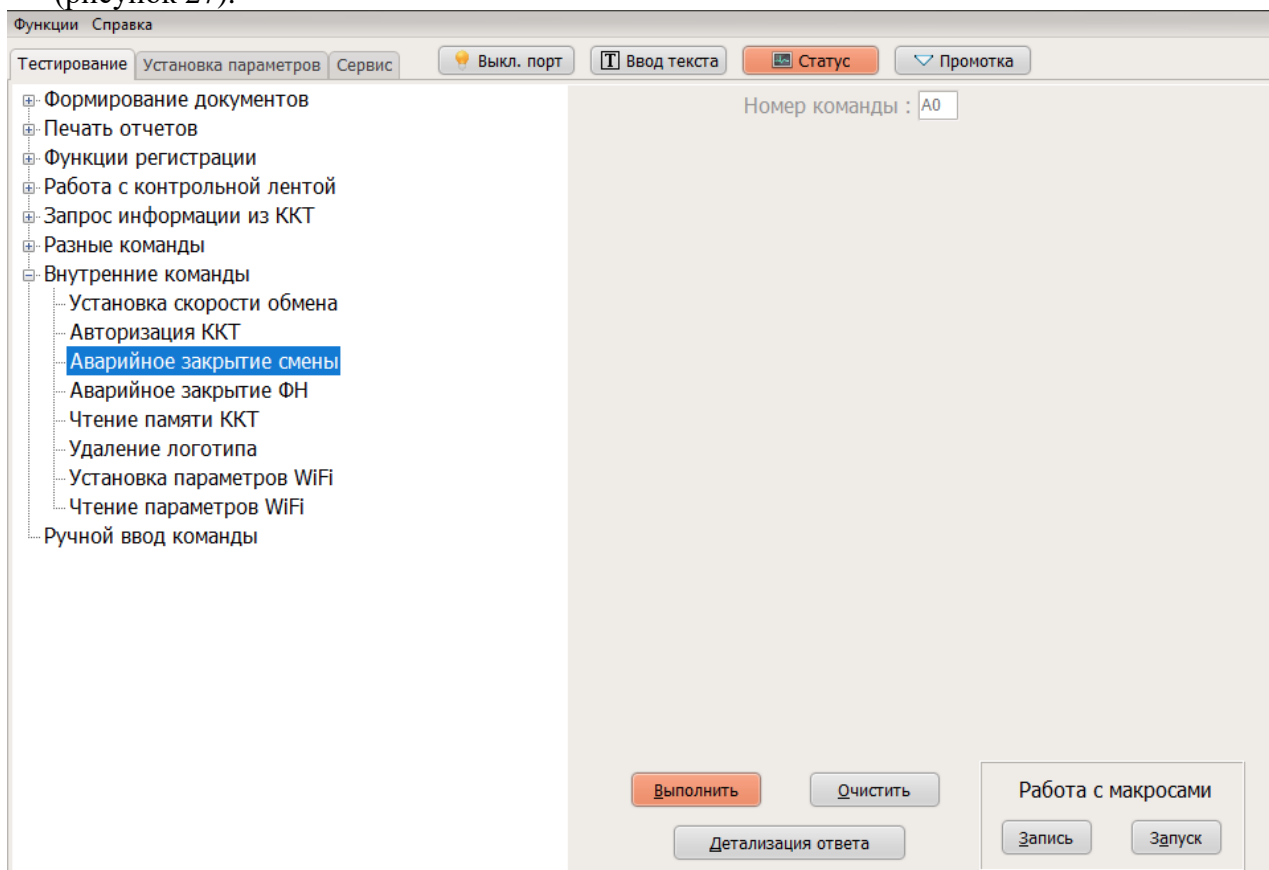 (рисунок 27).
Функции Справка
Тестирование Установка параметров Сервис Выкл. порт T Ввод текста Статус Промотка
Формирование документов
Номер команды : A0
Печать отчетов
Функции регистрации
Работа с контрольной лентой
Запрос информации из ККТ
Разные команды
Внутренние команды
Установка скорости обмена
Авторизация ККТ
Аварийное закрытие смены
Аварийное закрытие ФН
Чтение памяти ККТ
Удаление логотипа
Установка параметров WiFi
Чтение параметров WiFi
Ручной ввод команды
Выполнить Очистить
Детализация ответа
Работа с макросами
Запись Запуск